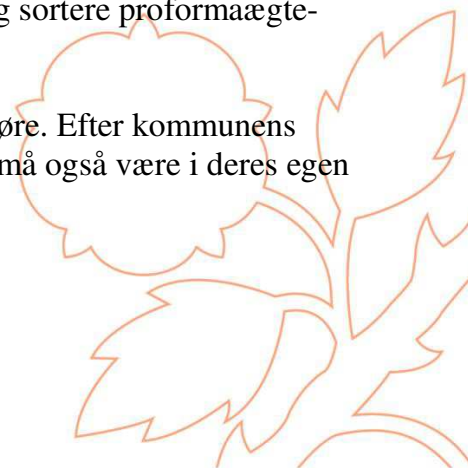 g sortere proformaægte-
øre. Efter kommunens
må også være i deres egen